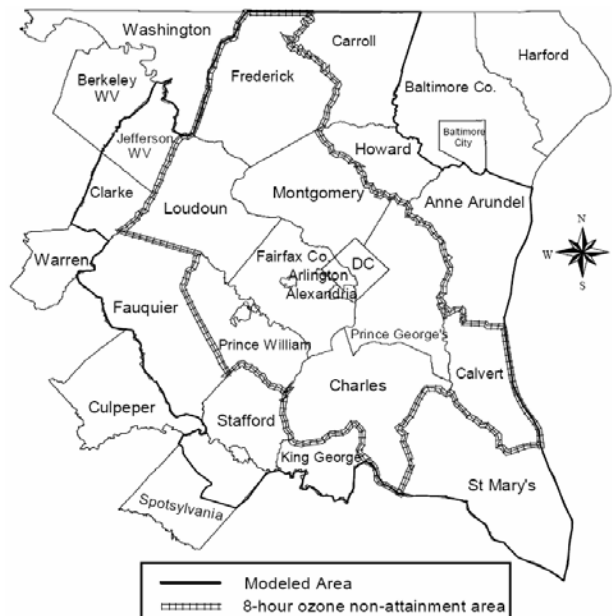 Washington
Carroll
Harford
Frederick
Berkeley
WV
Baltimore Co.
Baltimore
City
Jefferson
WV
Howard
Clarke
Montgomery
Anne Arundel
Loudoun
N
W
E
S
Warren
Fairfax Co.
DC
Arlington
Alexandria
Fauquier
Prince William
Prince George's
Calvert
Charles
Culpeper
Stafford
King George
St Mary's
Spotsylvania
Modeled Area
8-hour ozone non-attainment area